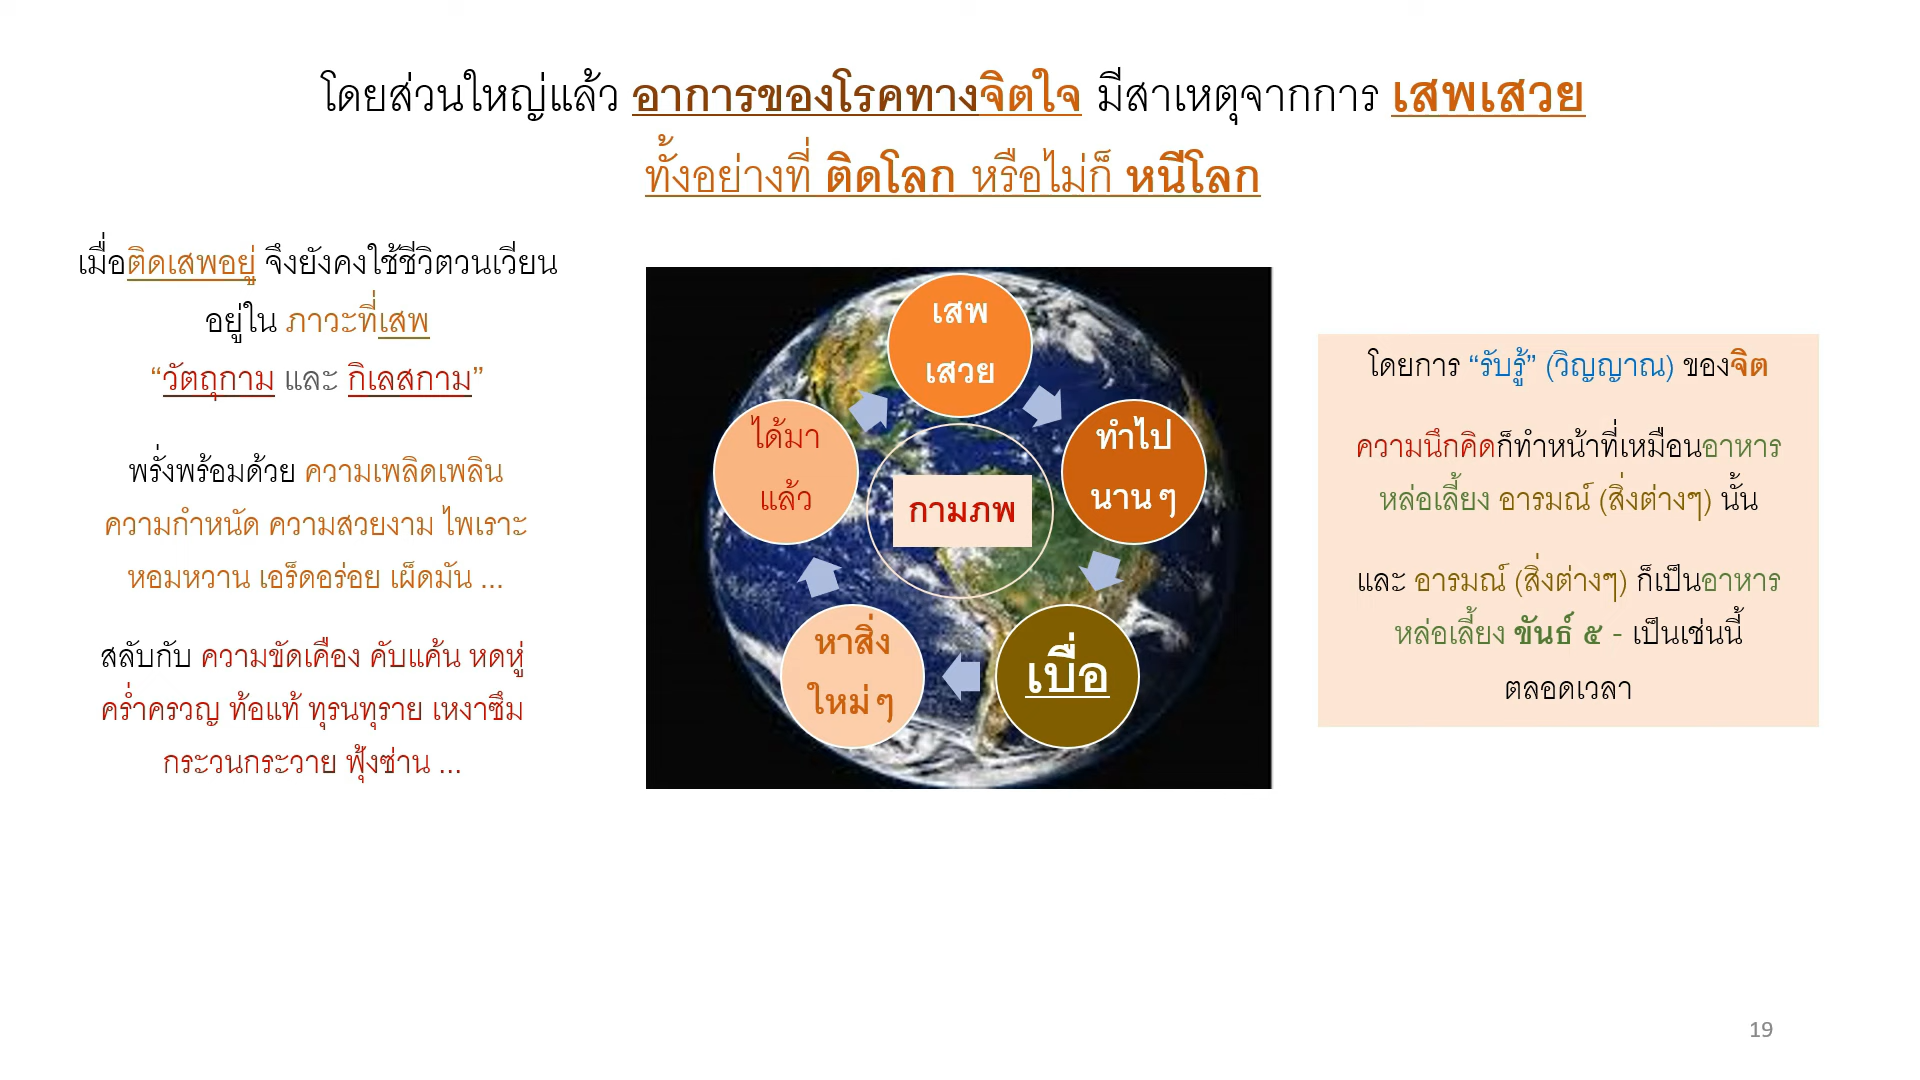 โดยส่วนใหญ่แล้ว อาการของโรคทางจิตใจ มีสาเหตุจากการ เสพเสวย
ทั้งอย่างที่ ติดโลก หรือไม่ก็ หนีโลก
เมื่อติดเสพอยู่ จึงยังคงใช้ชีวิตวนเวียน
อยู่ใน ภาวะที่เสพ
“วัตถุกาม และ กิเลสกาม”
พรั่งพร้อมด้วย ความเพลิดเพลิน
ความกำหนัด ความสวยงาม ไพเราะ
หอมหวาน เอร็ดอร่อย เผ็ดมัน ...
สลับกับ ความขัดเคือง คับแค้น หดหู่
คร่ำครวญ ท้อแท้ ทุรนทุราย เหงาซึม
กระวนกระวาย ฟุ้งซ่าน ...
เสพ
เสวย
ทำไป
นานๆ
เบื่อ
หาสิ่ง
ใหม่ๆ
ได้มา
แล้ว
กามภพ
โดยการ “รับรู้” (วิญญาณ) ของจิต
ความนึกคิดก็ทำหน้าที่เหมือนอาหาร
หล่อเลี้ยง อารมณ์ (สิ่งต่างๆ) นั้น
และ อารมณ์ (สิ่งต่างๆ) ก็เป็นอาหาร
หล่อเลี้ยง ขันธ์ ๕ - เป็นเช่นนี้
ตลอดเวลา
19